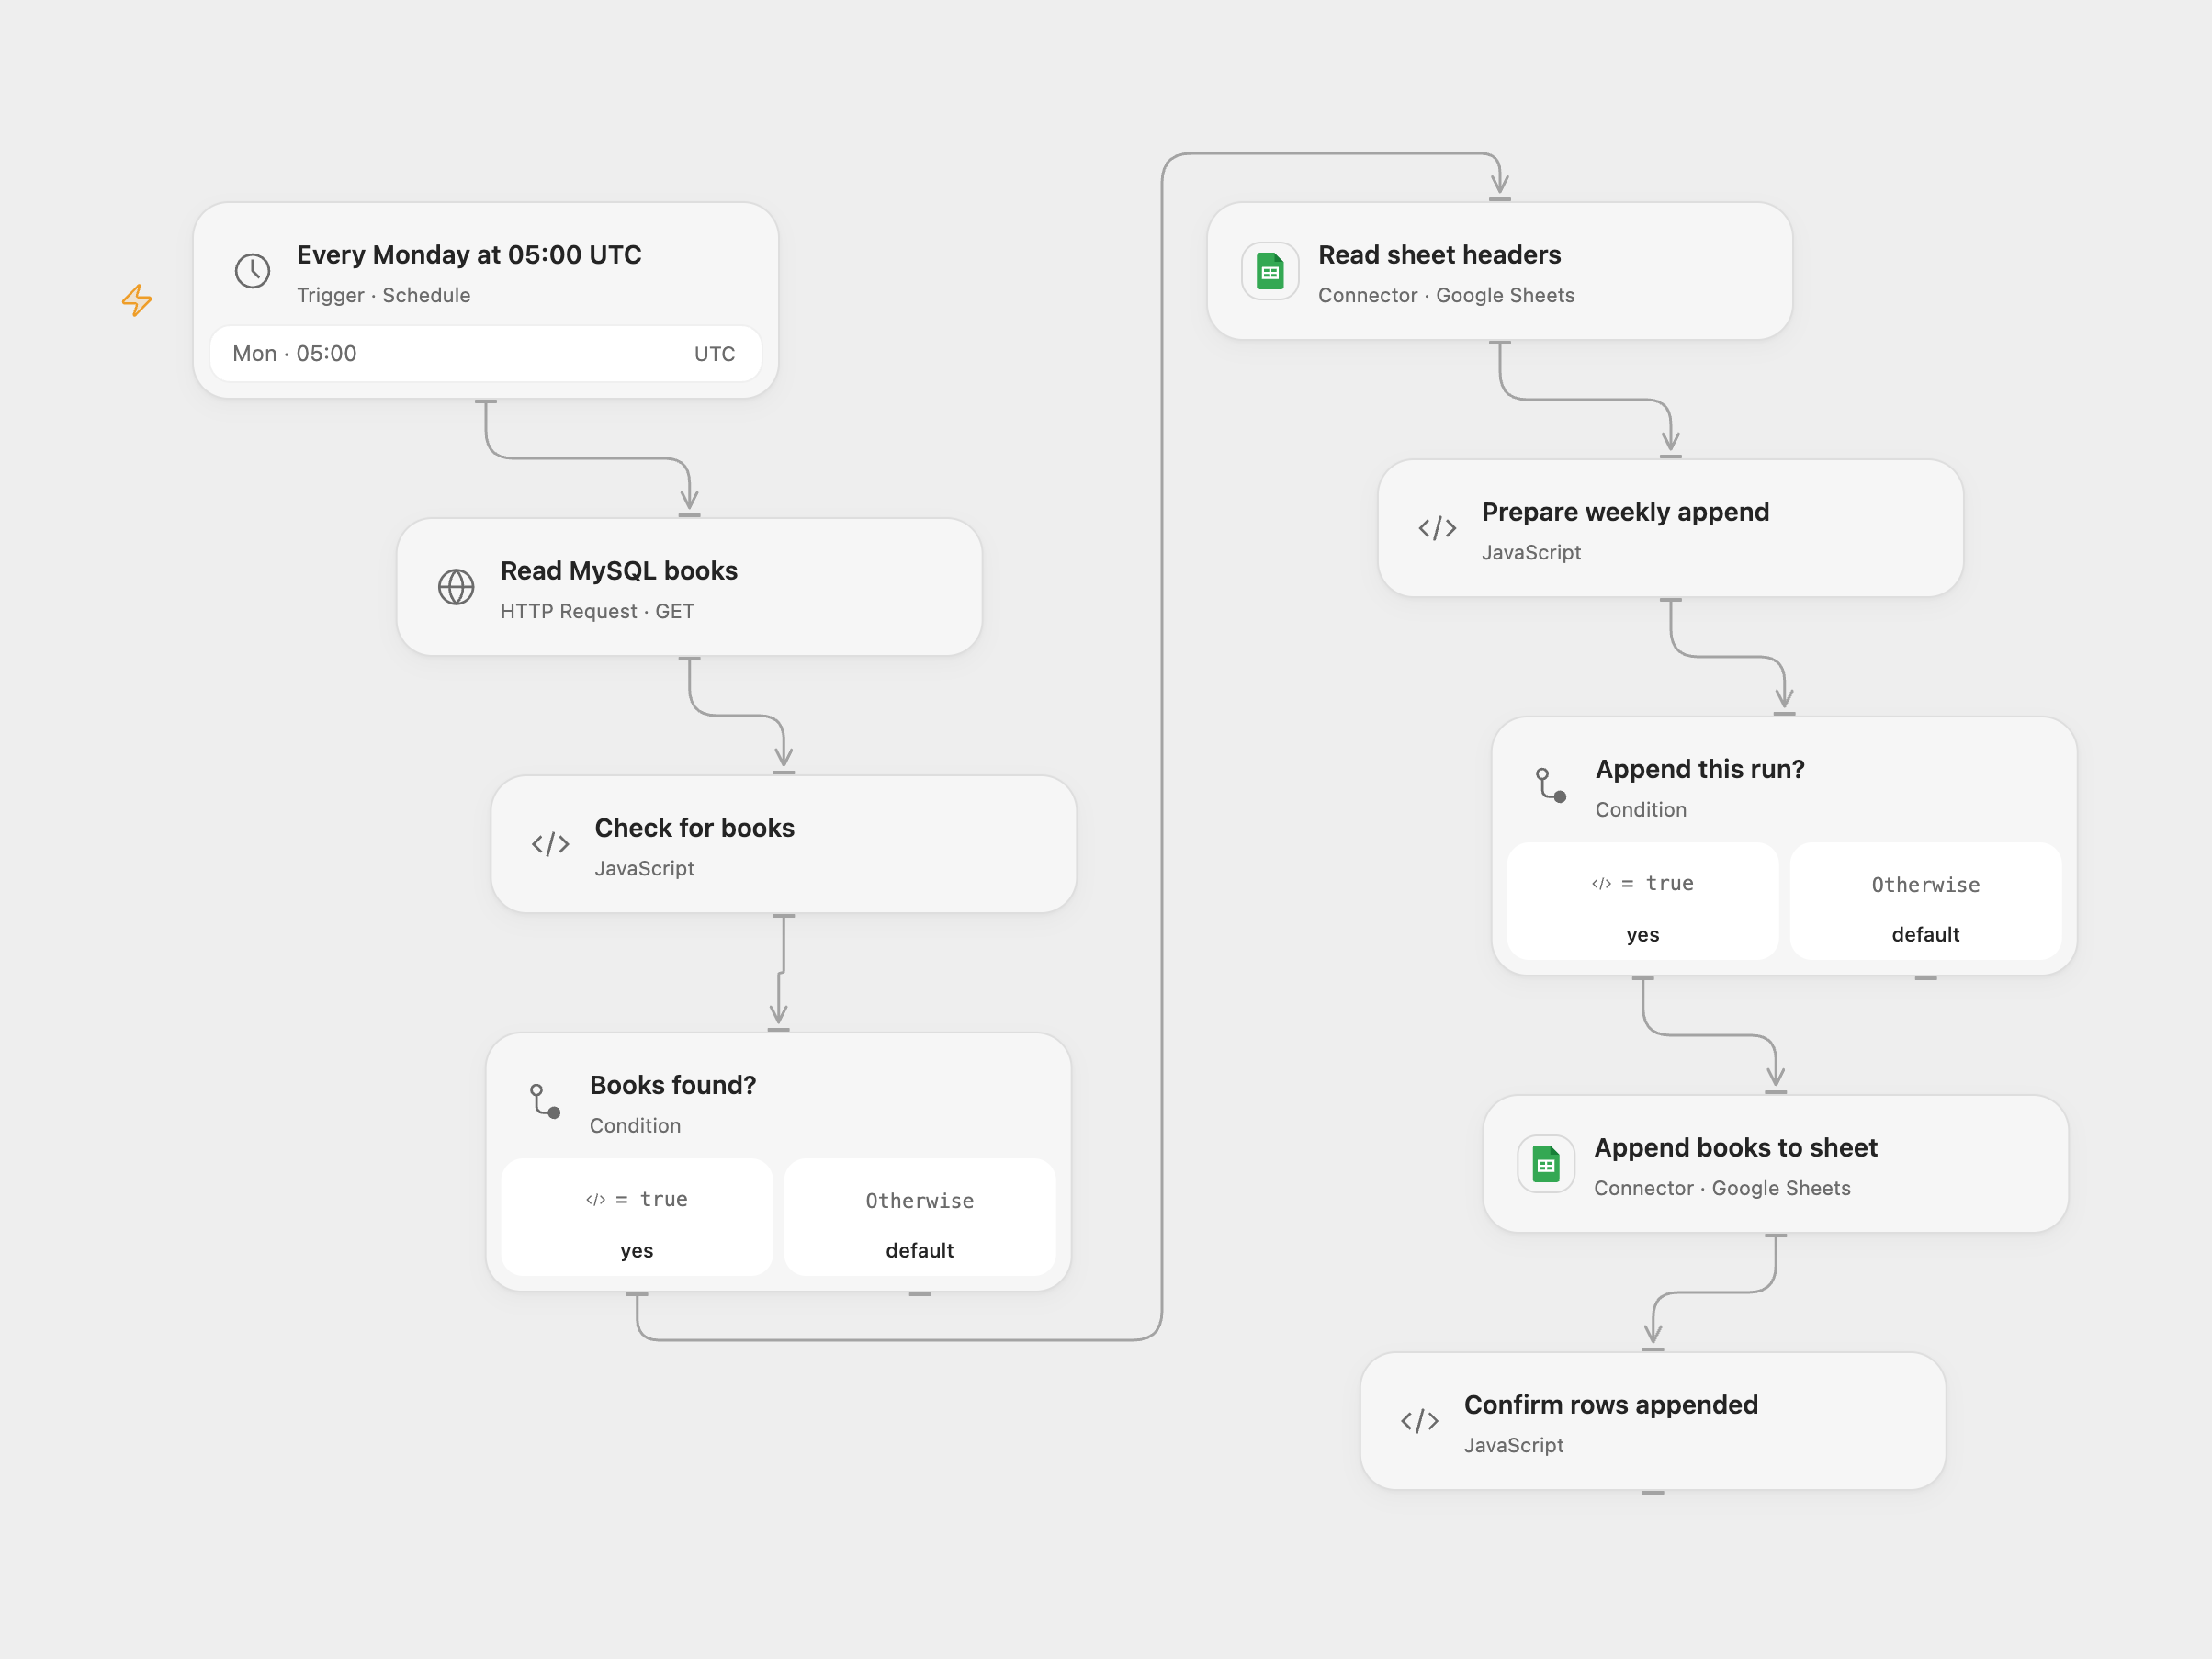 Every Monday at 05:00 UTC
Trigger · Schedule
Mon · 05:00
UTC
Read MySQL books
HTTP Request · GET
Check for books
JavaScript
Books found?
Condition
</> = true
yes
Otherwise
default
Read sheet headers
Connector · Google Sheets
Prepare weekly append
JavaScript
Append this run?
Condition
</> = true
yes
Otherwise
default
Append books to sheet
Connector · Google Sheets
Confirm rows appended
JavaScript